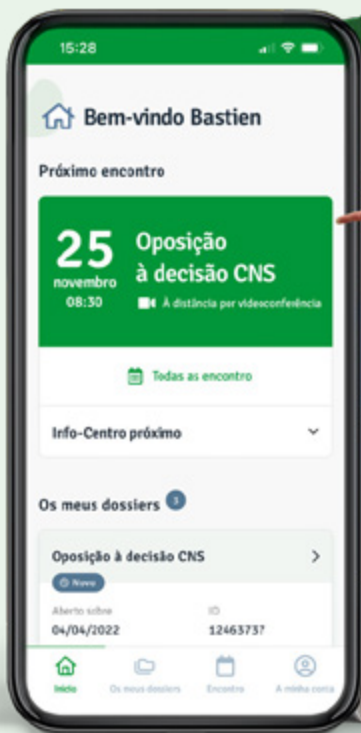 15:28
Bem-vindo Bastien
Próximo encontro
25
novembro
08:30
Oposição
à decisão CNS
À distância por videsconferência
Todas as encontro
Info-Centro próximo
Os meus dossiers 3
Oposição à decisão CNS
Novo
Aberto sobre
04/04/2022
ID
12463737
Início
Os meus dossiers
Encontro
A minha conta